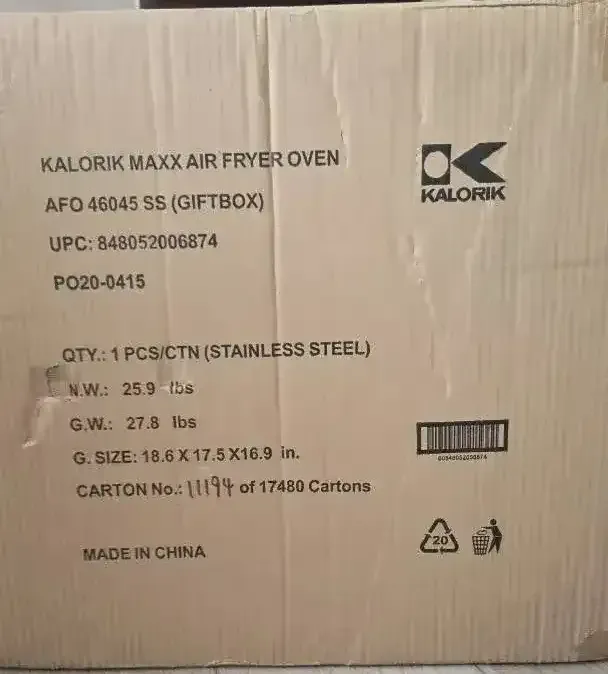 KALORIK MAXX AIR FRYER OVEN
AFO 46045 SS (GIFTBOX)
UPC: 848052006874
PO20-0415
KALORIK
QTY.: 1 PCS/CTN (STAINLESS STEEL)
N.W.: 25.9 lbs
G.W.: 27.8 lbs
G. SIZE: 18.6 X 17.5 X16.9 in.
CARTON No.: 11194 of 17480 Cartons
MADE IN CHINA
20